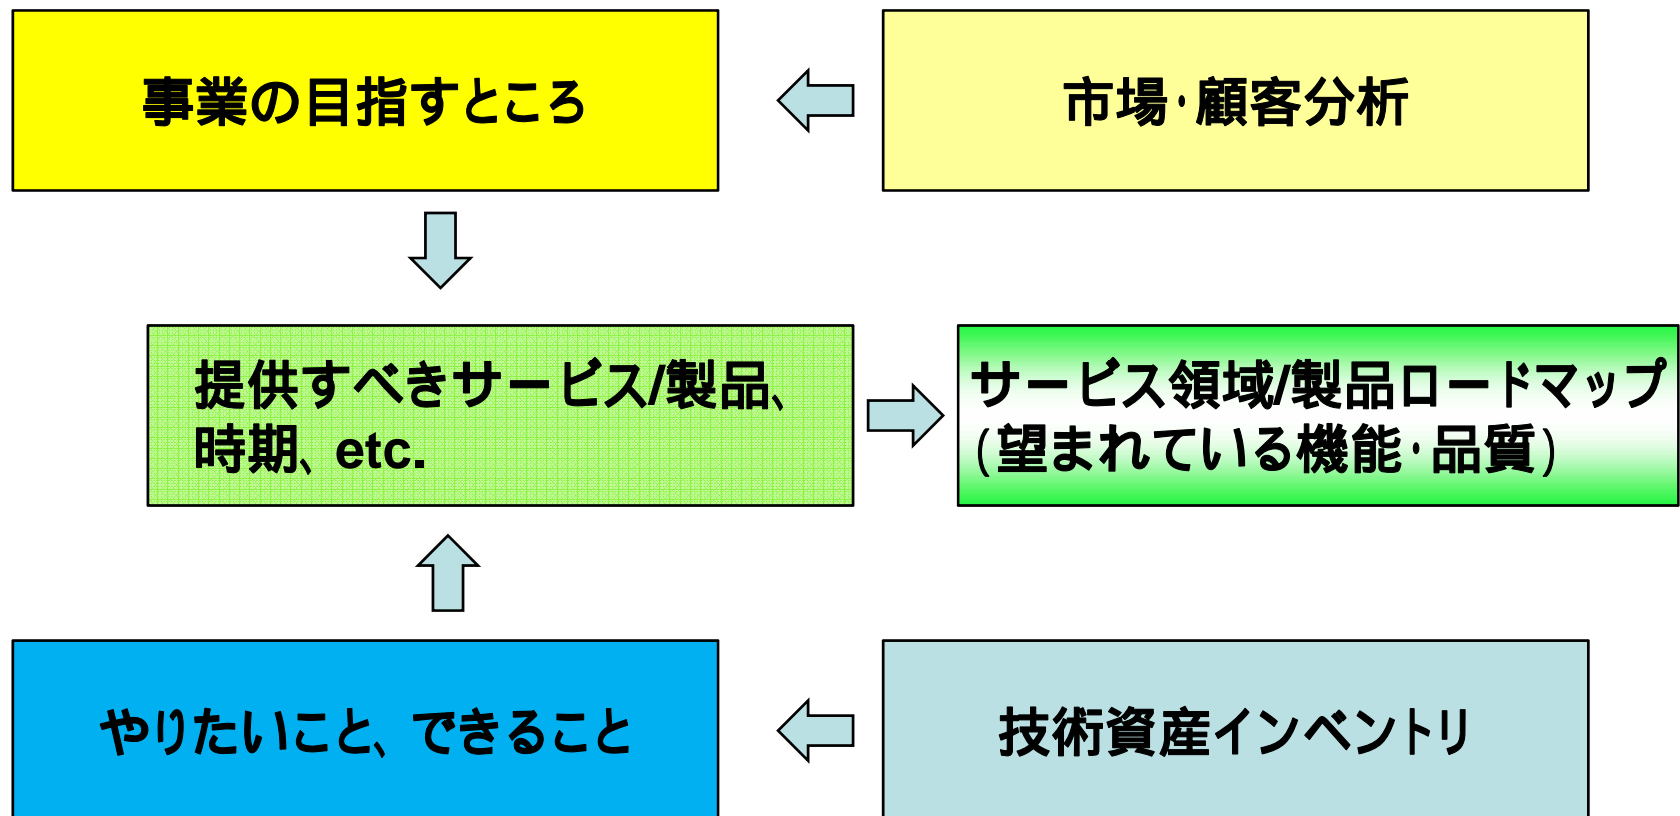 事業の目指すところ
市場・顧客分析
提供すべきサービス/製品、
時期、etc.
サービス領域/製品ロードマップ
(望まれている機能・品質)
やりたいこと、できること
技術資産インベントリ